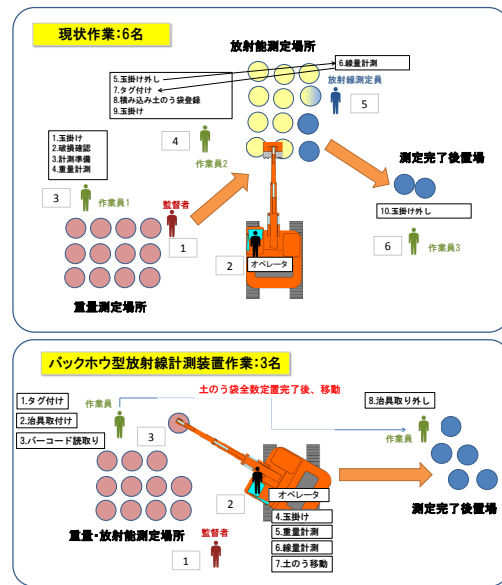 現状作業:6名
放射能測定場所
5.玉掛け外し
7.タグ付け
8.積み込み土のう袋登録
9.玉掛け
6.線量計測
放射線測定員
5
1.玉掛け
2.破損確認
3.計測準備
4.重量計測
4
作業員2
測定完了後置場
3
作業員1
監督者
1
10.玉掛け外し
2
オペレータ
6
作業員3
重量測定場所
バックホウ型放射線計測装置作業:3名
土のう袋全数定置完了後、移動
1.タグ付け
2.治具取付け
3.バーコード読取り
作業員
3
8.治具取り外し
作業員
2
オペレータ
4.玉掛け
5.重量計測
6.線量計測
7.土のう移動
測定完了後置場
重量・放射能測定場所
監督者
1